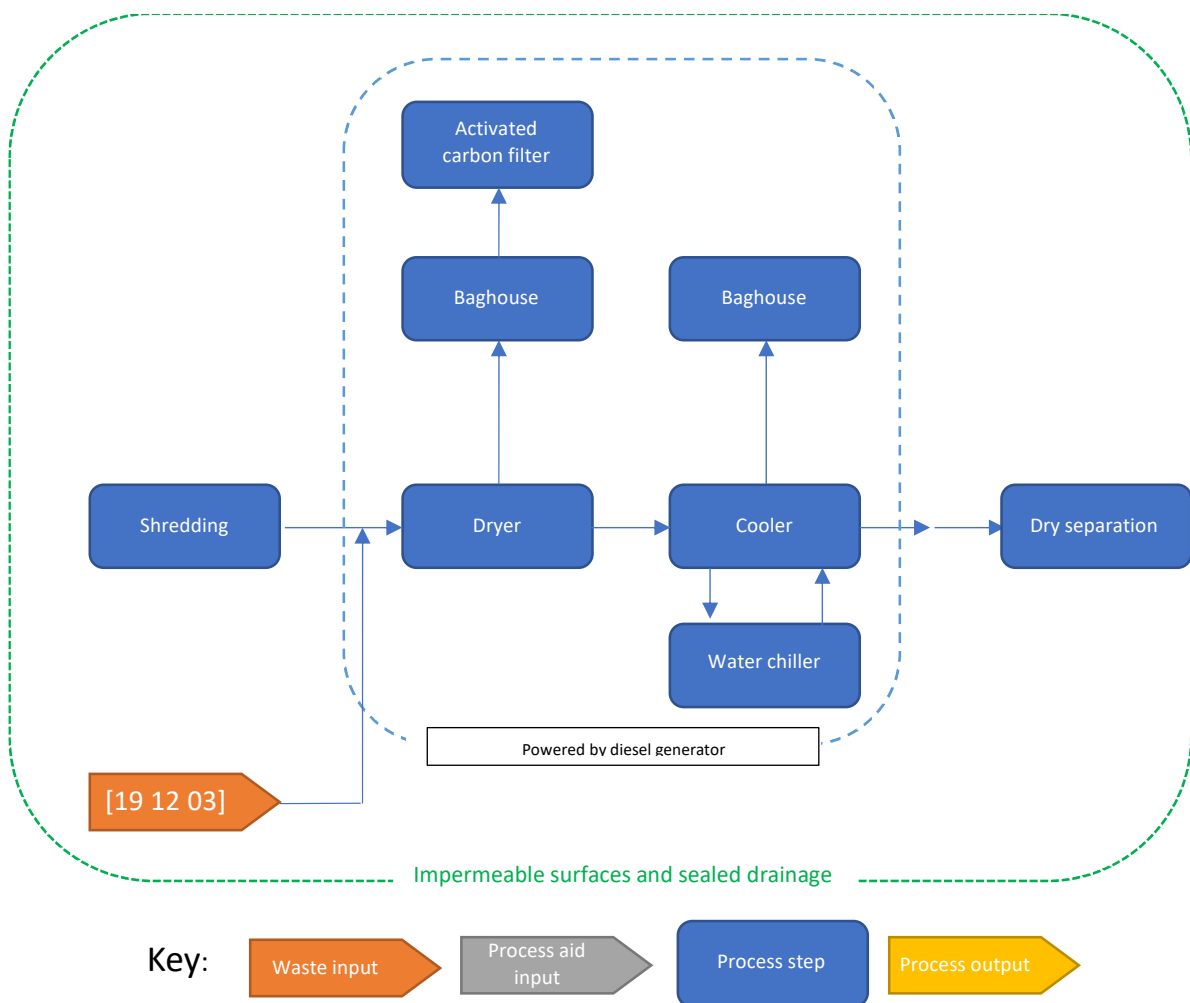 Activated
carbon filter
Baghouse
Baghouse
Shredding
Dryer
Cooler
Dry separation
Water chiller
Powered by diesel generator
[19 12 03]
Impermeable surfaces and sealed drainage
Key:
Waste input
Process aid
input
Process step
Process output